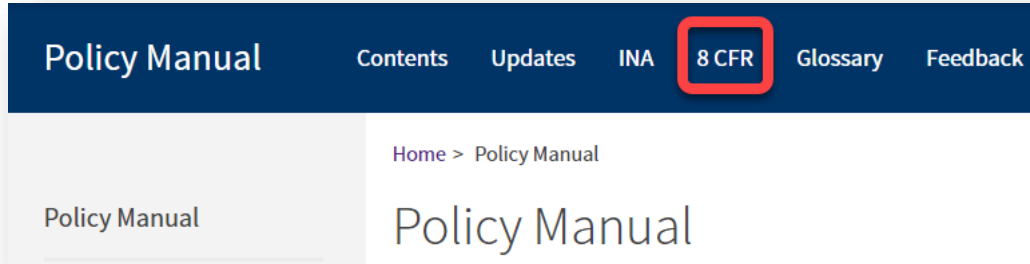 Policy Manual Contents Updates INA 8 CFR Glossary Feedback
Home > Policy Manual
Policy Manual
Policy Manual